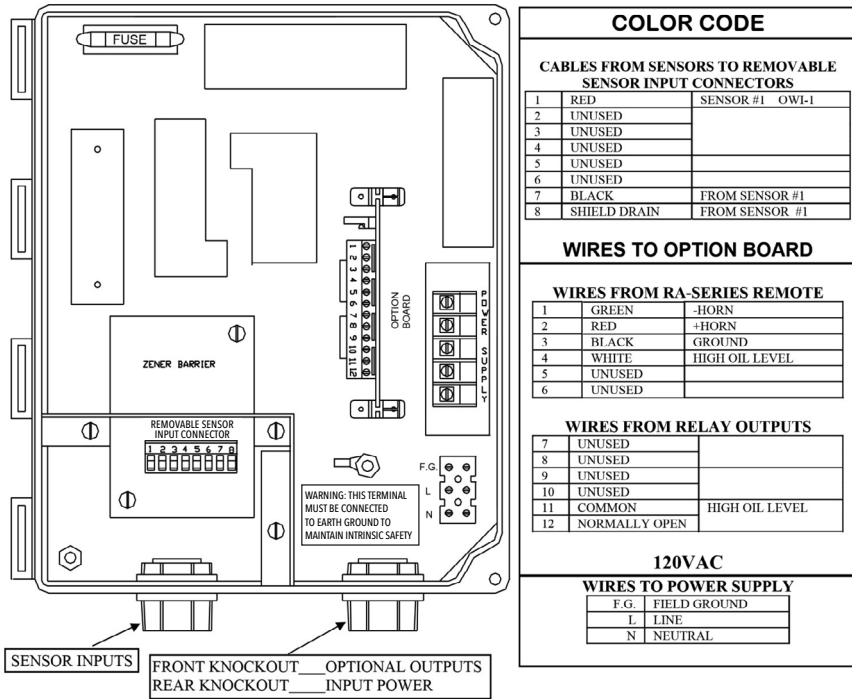 FUSE
1 2 3 4 5 6 7 8 9 10 11 12
OPTION
BOARD
POWER SUPPLY
ZENER BARRIER
REMOVABLE SENSOR
INPUT CONNECTOR
1 2 3 4 5 6 7 8
WARNING: THIS TERMINAL
MUST BE CONNECTED
TO EARTH GROUND TO
MAINTAIN INTRINSIC SAFETY
F.G.
L
N
SENSOR INPUTS
FRONT KNOCKOUT___OPTIONAL OUTPUTS
REAR KNOCKOUT____INPUT POWER
COLOR CODE
CABLES FROM SENSORS TO REMOVABLE
SENSOR INPUT CONNECTORS
1 RED SENSOR #1 OWI-1
2 UNUSED
3 UNUSED
4 UNUSED
5 UNUSED
6 UNUSED
7 BLACK FROM SENSOR #1
8 SHIELD DRAIN FROM SENSOR #1
WIRES TO OPTION BOARD
WIRES FROM RA-SERIES REMOTE
1 GREEN -HORN
2 RED +HORN
3 BLACK GROUND
4 WHITE HIGH OIL LEVEL
5 UNUSED
6 UNUSED
WIRES FROM RELAY OUTPUTS
7 UNUSED
8 UNUSED
9 UNUSED
10 UNUSED
11 COMMON HIGH OIL LEVEL
12 NORMALLY OPEN
120VAC
WIRES TO POWER SUPPLY
F.G. FIELD GROUND
L LINE
N NEUTRAL